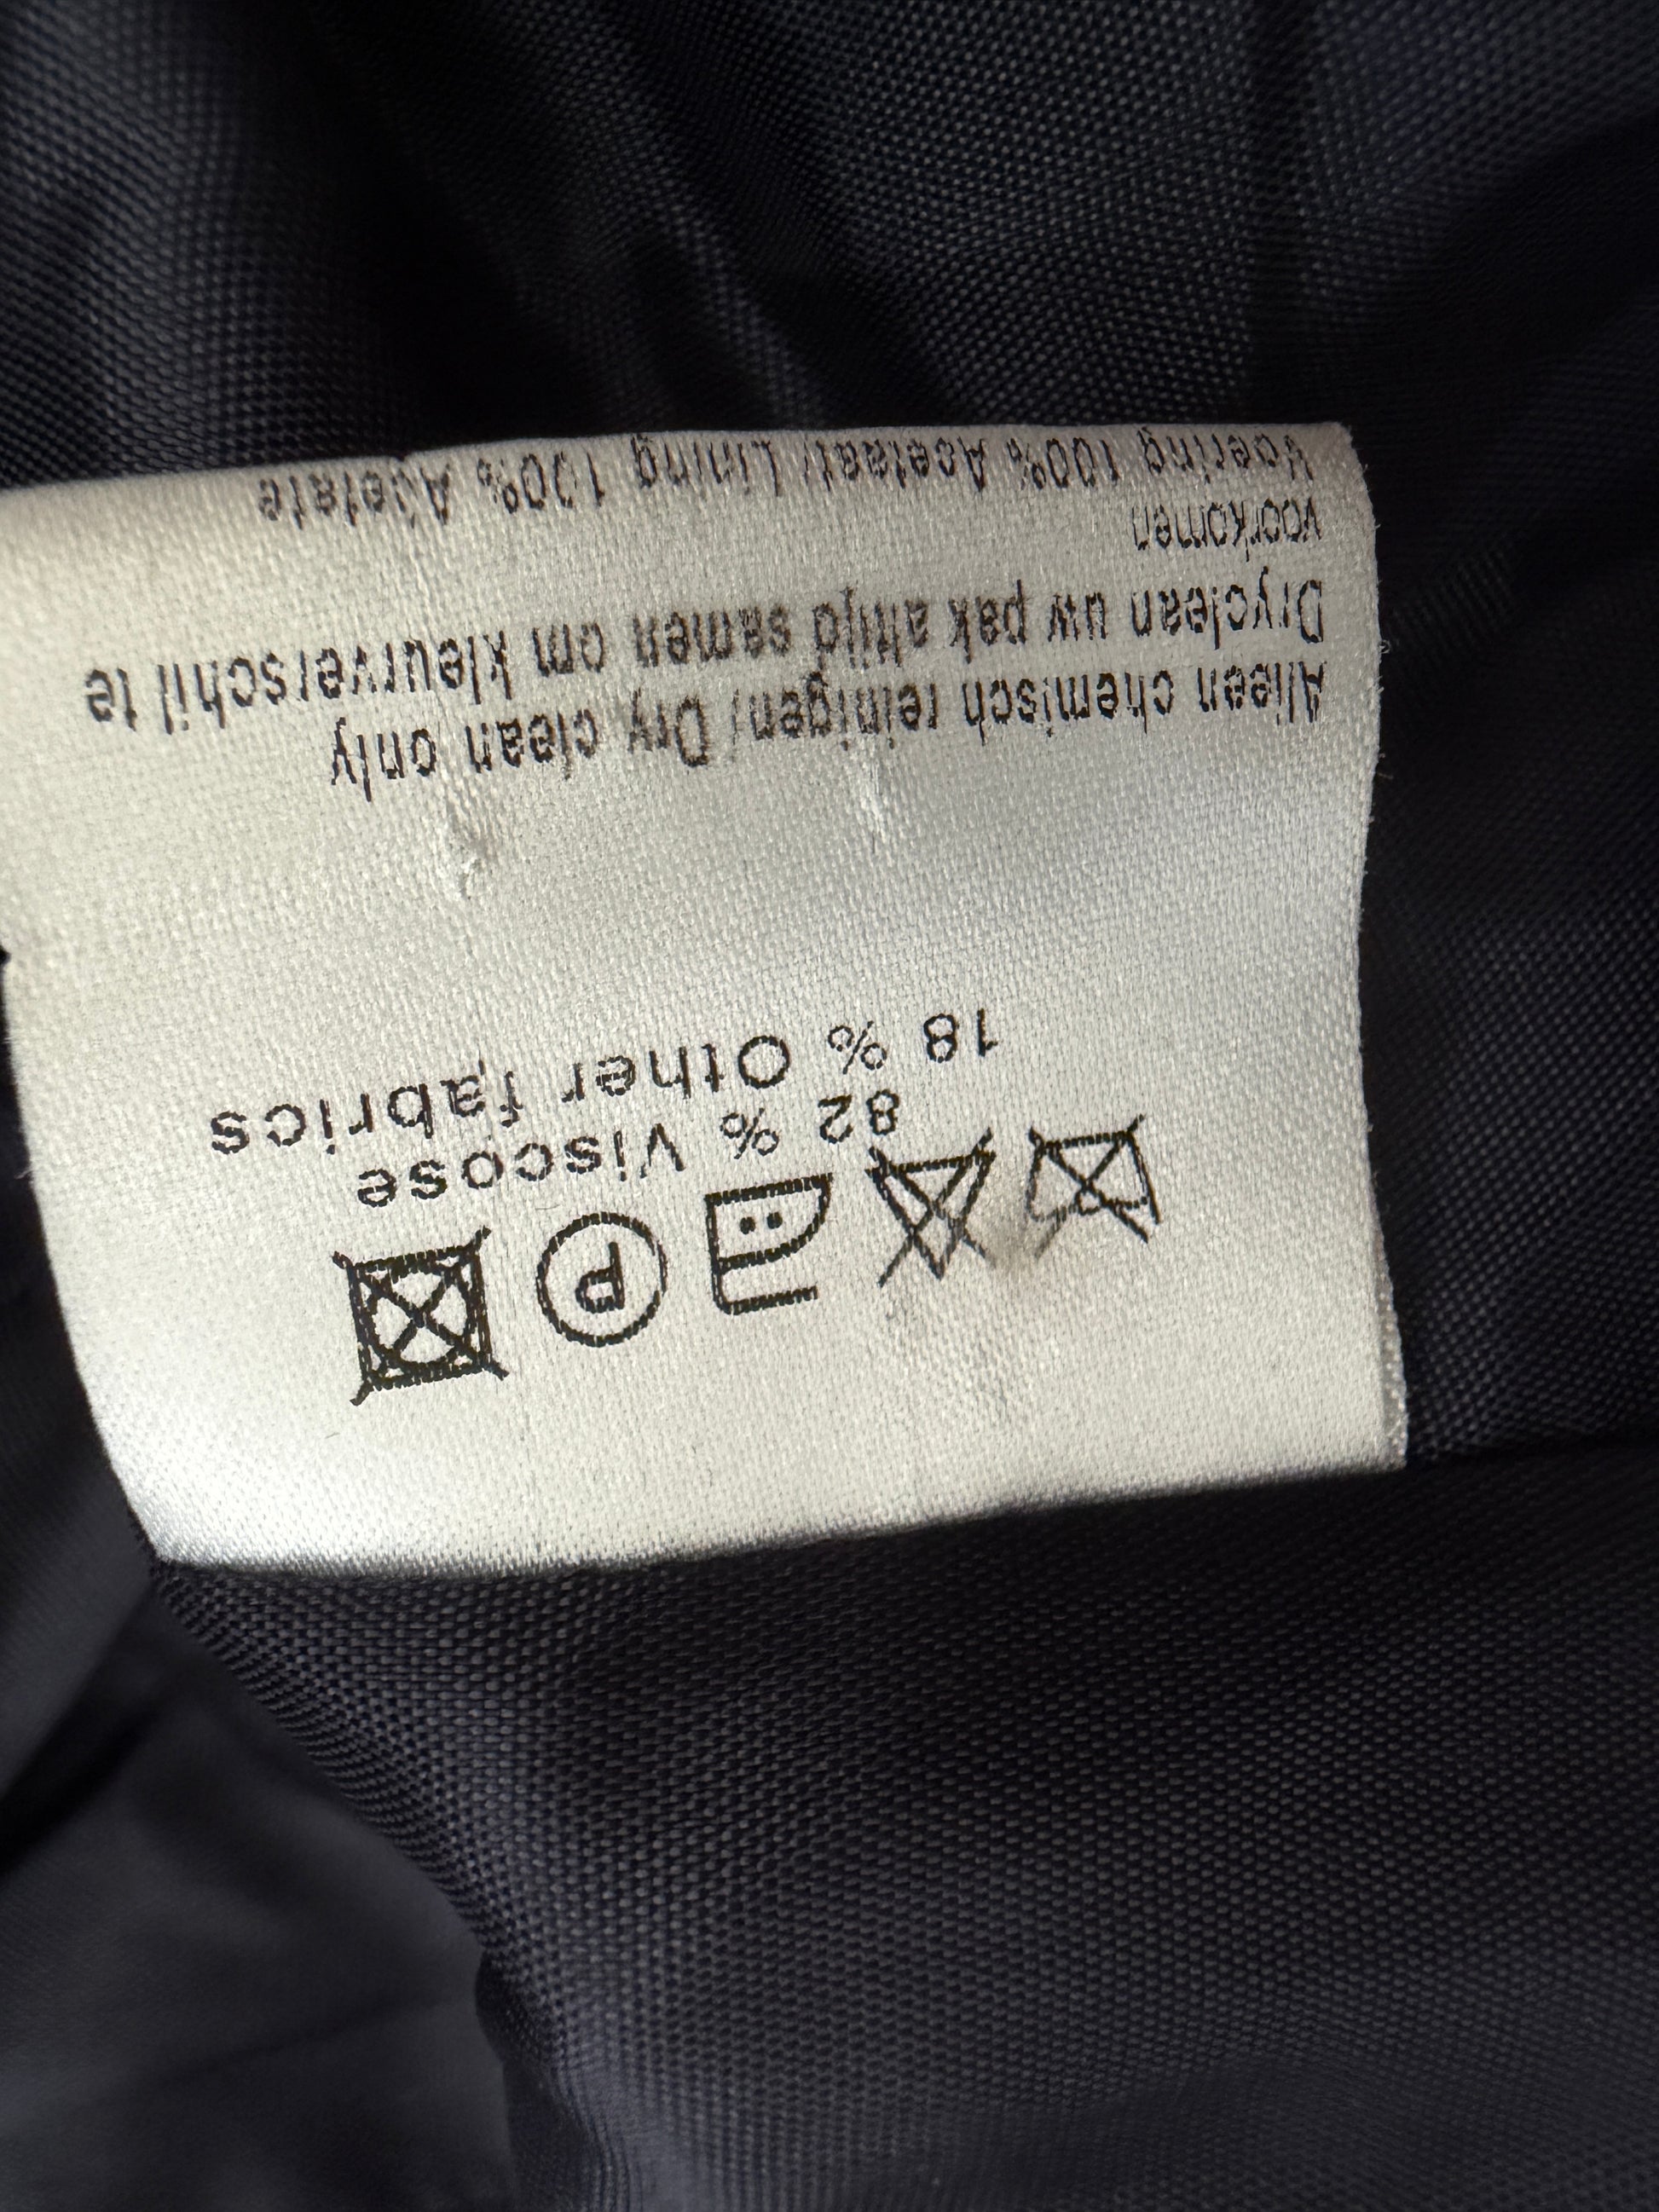 P
82 % Viscose
18 % Other fabrics
Alleen chemisch reinigen/ Dry clean only
Dryclean uw pak altijd samen om kleurverschil te
voorkomen
Voering 100% Acetaat/ Lining 100% Acetate